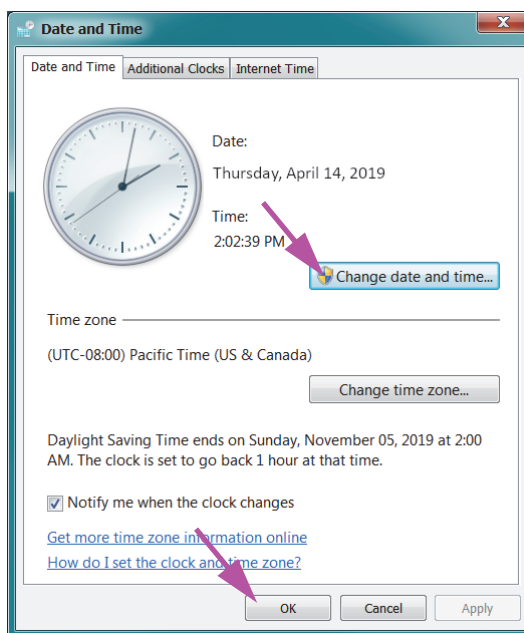 Date and Time
X
Date and Time Additional Clocks Internet Time
Date:
Thursday, April 14, 2019
Time:
2:02:39 PM
Change date and time...
Time zone
(UTC-08:00) Pacific Time (US & Canada)
Change time zone...
Daylight Saving Time ends on Sunday, November 05, 2019 at 2:00
AM. The clock is set to go back 1 hour at that time.
Notify me when the clock changes
Get more time zone information online
How do I set the clock and time zone?
OK Cancel Apply